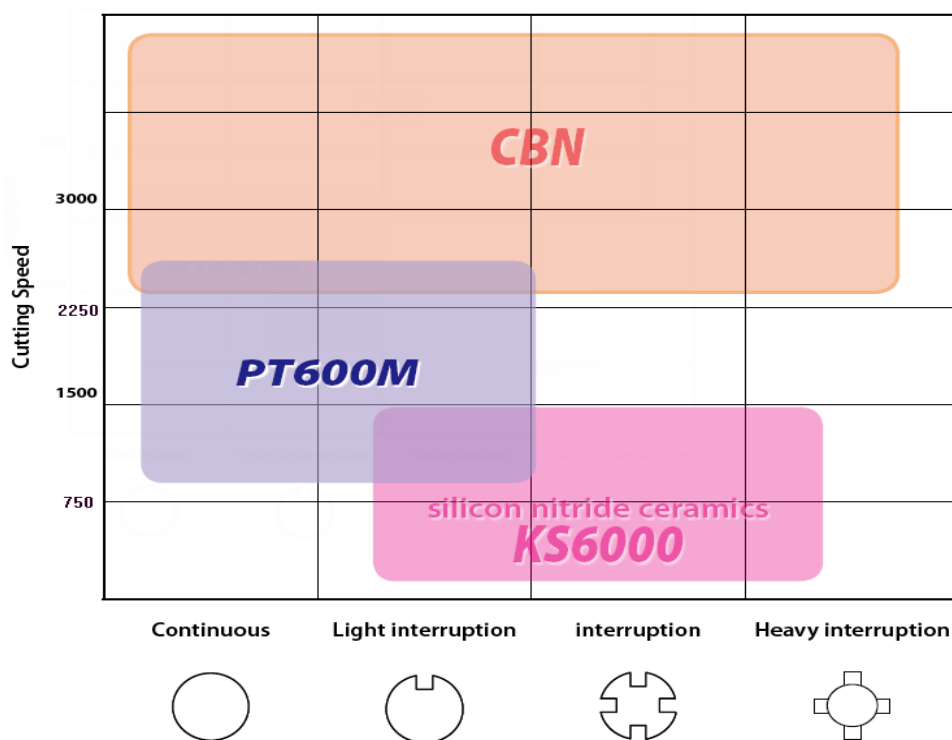 CBN
3000
Cutting Speed
2250
PT600M
1500
750
silicon nitride ceramics
KS6000
Continuous
Light interruption
interruption
Heavy interruption